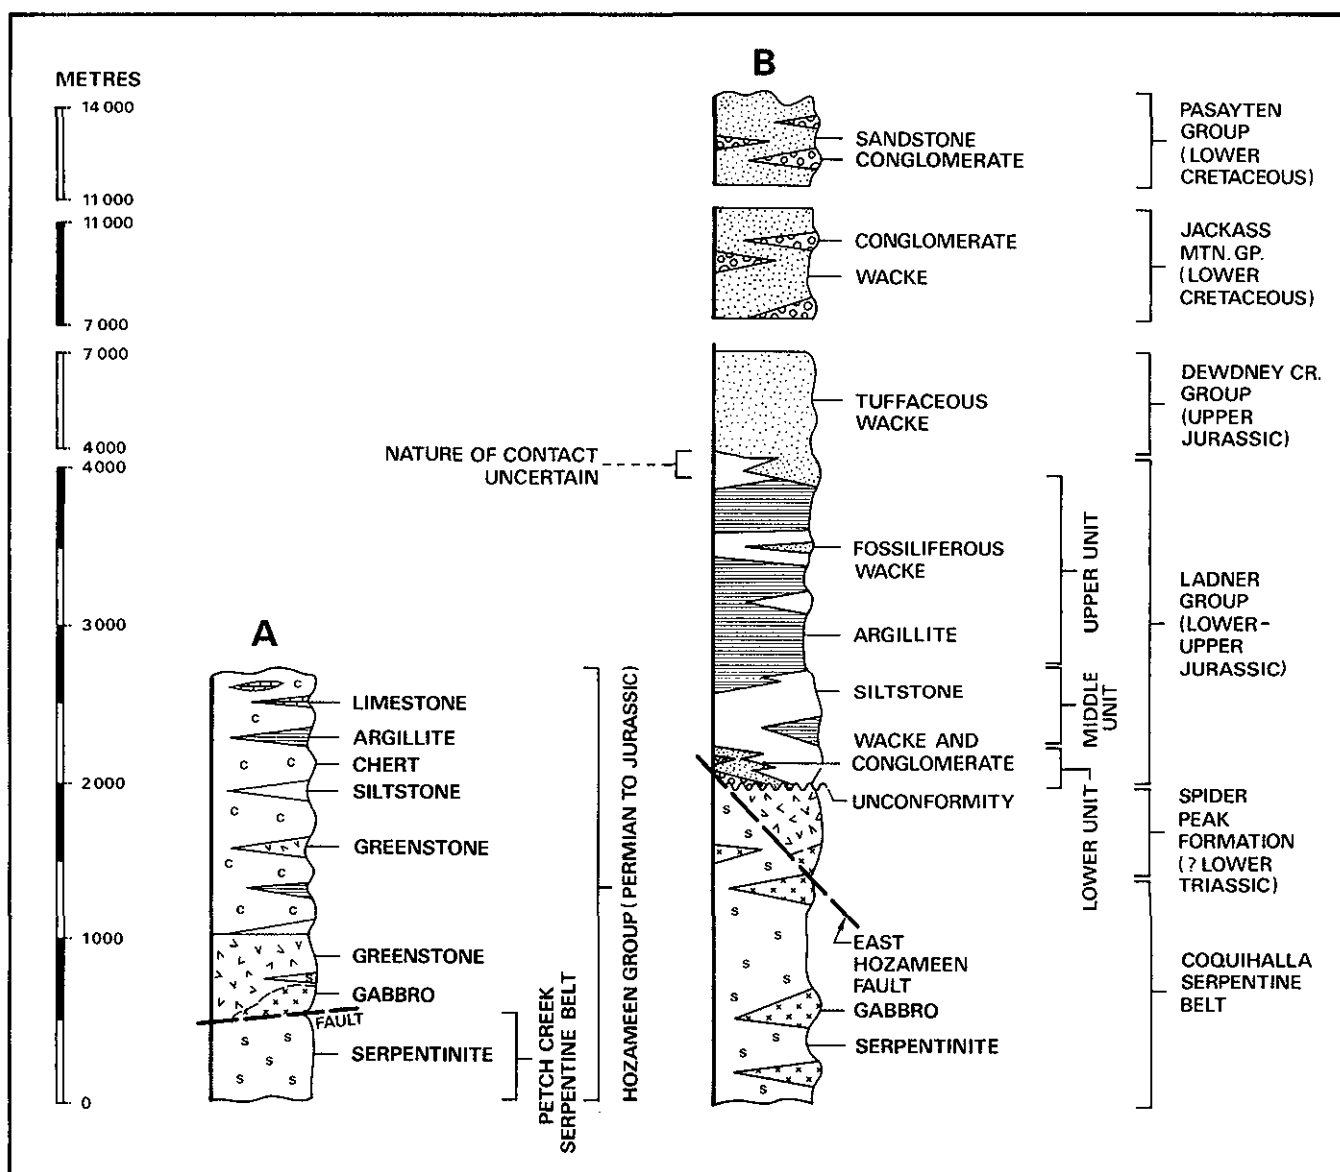 METRES
14 000
11 000
11 000
7 000
7 000
4 000
4000
3 000
2000
1000
0
A
LIMESTONE
ARGILLITE
CHERT
SILTSTONE
GREENSTONE
GREENSTONE
GABBRO
FAULT
SERPENTINITE
PETCH CREEK
SERPENTINE BELT
HOZAMEEN GROUP (PERMIAN TO JURASSIC)
B
SANDSTONE
CONGLOMERATE
CONGLOMERATE
WACKE
TUFFACEOUS
WACKE
NATURE OF CONTACT
UNCERTAIN
FOSSILIFEROUS
WACKE
ARGILLITE
SILTSTONE
WACKE AND
CONGLOMERATE
UNCONFORMITY
EAST
HOZAMEEN
FAULT
GABBRO
SERPENTINITE
UPPER UNIT
MIDDLE
UNIT
LOWER UNIT
PASAYTEN
GROUP
(LOWER
CRETACEOUS)
JACKASS
MTN. GP.
(LOWER
CRETACEOUS)
DEWDNEY CR.
GROUP
(UPPER
JURASSIC)
LADNER
GROUP
(LOWER-
UPPER
JURASSIC)
SPIDER
PEAK
FORMATION
(? LOWER
TRIASSIC)
COQUIHALLA
SERPENTINE
BELT